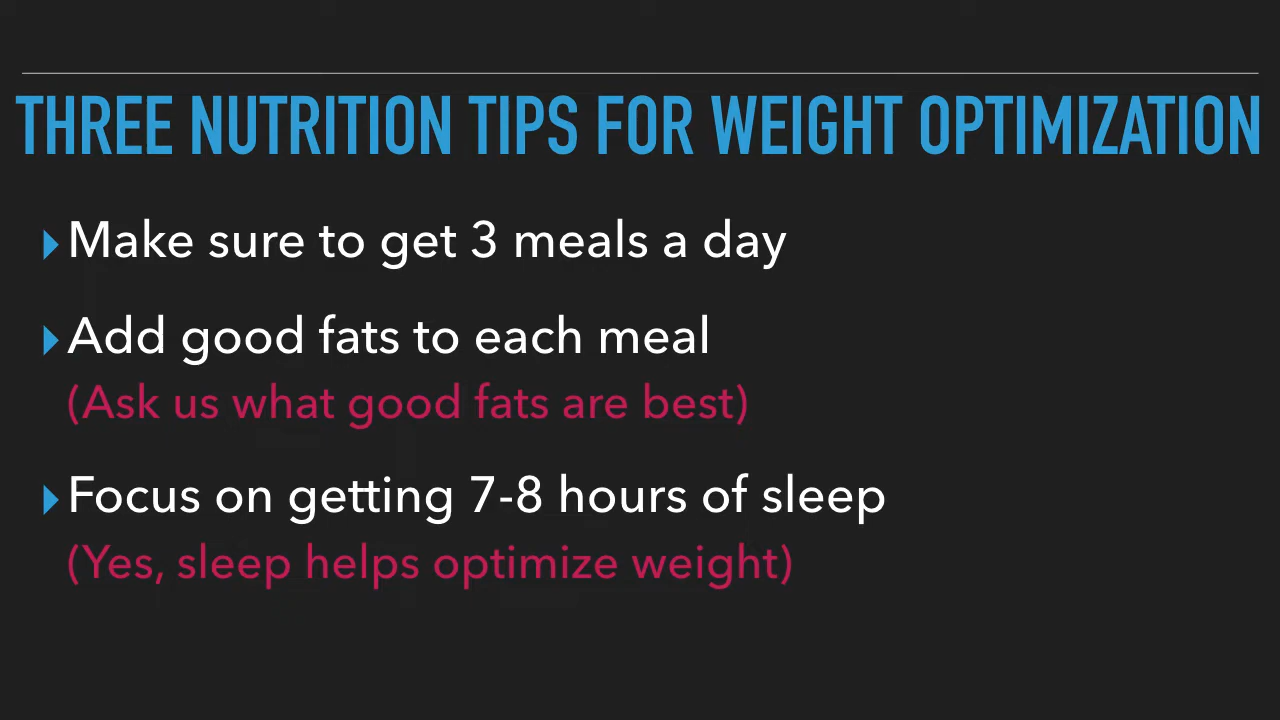 THREE NUTRITION TIPS FOR WEIGHT OPTIMIZATION
Make sure to get 3 meals a day
Add good fats to each meal
(Ask us what good fats are best)
Focus on getting 7-8 hours of sleep
(Yes, sleep helps optimize weight)